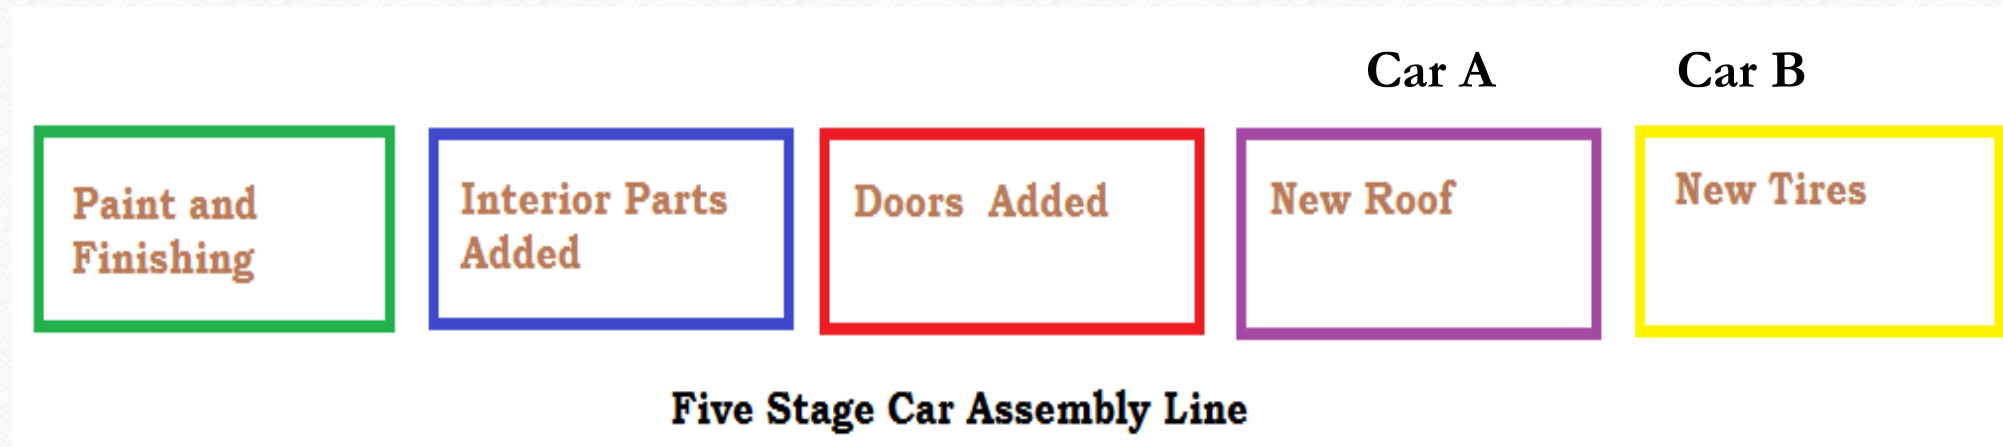 Car A Car B
Paint and
Finishing
Interior Parts
Added
Doors Added
New Roof
New Tires
Five Stage Car Assembly Line